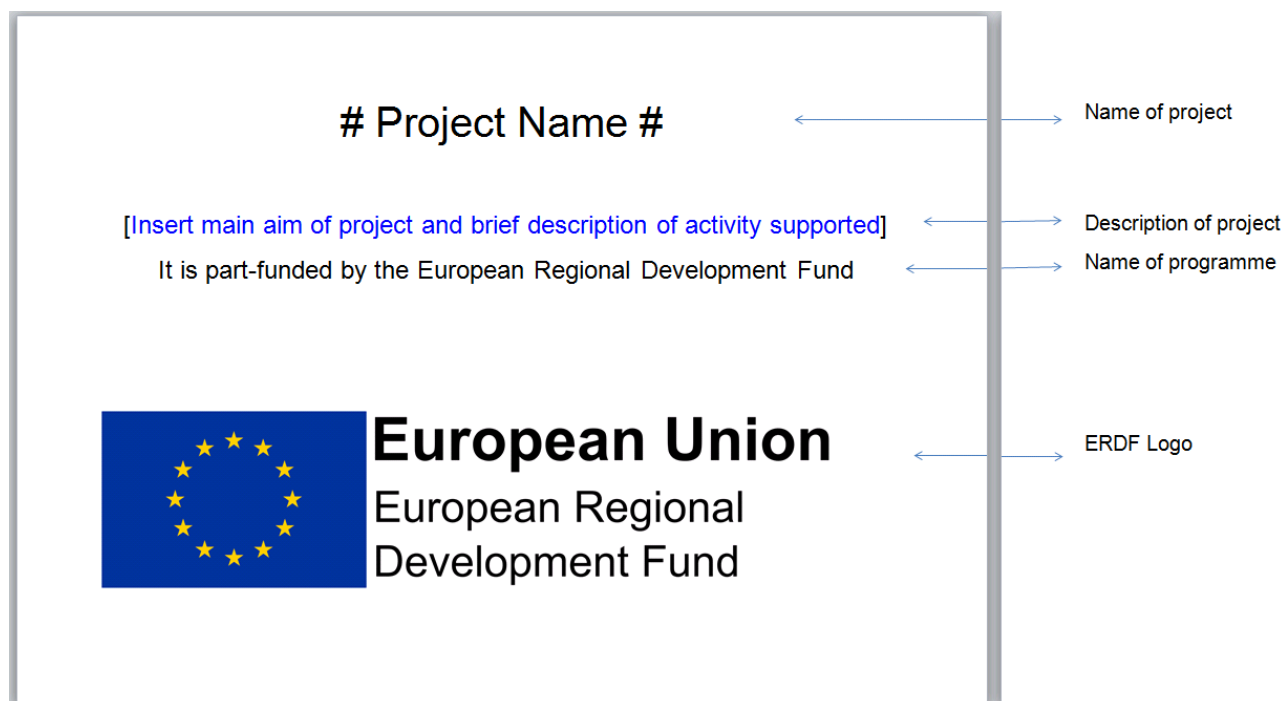 # Project Name #
Name of project
[Insert main aim of project and brief description of activity supported]
Description of project
It is part-funded by the European Regional Development Fund
Name of programme
European Union
European Regional
Development Fund
ERDF Logo